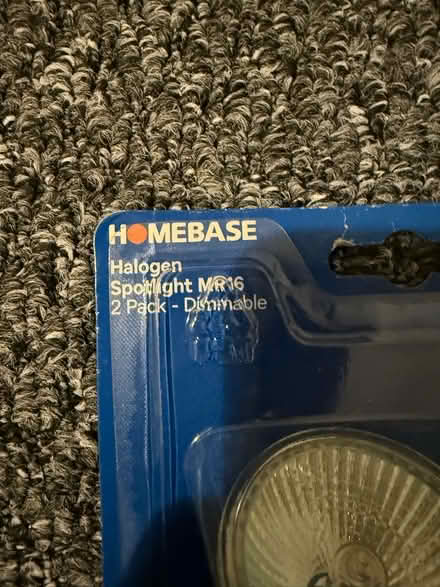 HOMEBASE
Halogen
Spotlight MR16
2 Pack - Dimmable